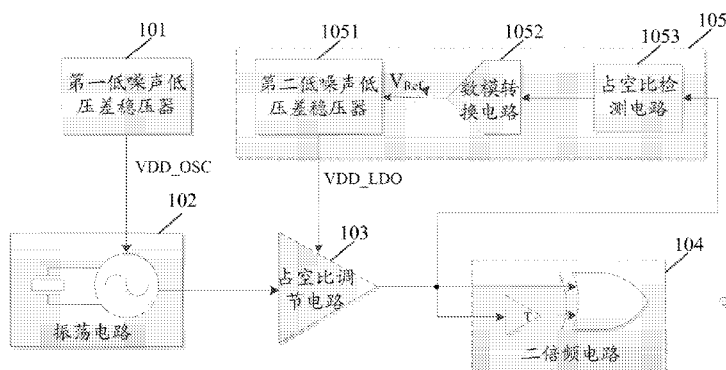 101
第一低噪声低
压差稳压器
VDD_OSC
102
振荡电路
1051
第二低噪声低
压差稳压器
VRef
1052
数模转
换电路
1053
占空比检
测电路
105
VDD_LDO
103
占空比调
节电路
104
τ
二倍频电路